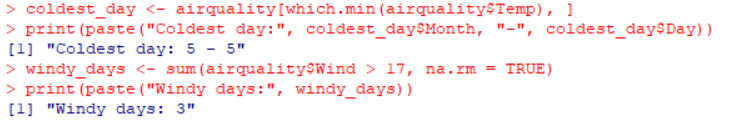 > coldest_day <- airquality[which.min(airquality$Temp), ]
> print(paste("Coldest day:", coldest_day$Month, "-", coldest_day$Day))
[1] "Coldest day: 5 - 5"
> windy_days <- sum(airquality$Wind > 17, na.rm = TRUE)
> print(paste("Windy days:", windy_days))
[1] "Windy days: 3"